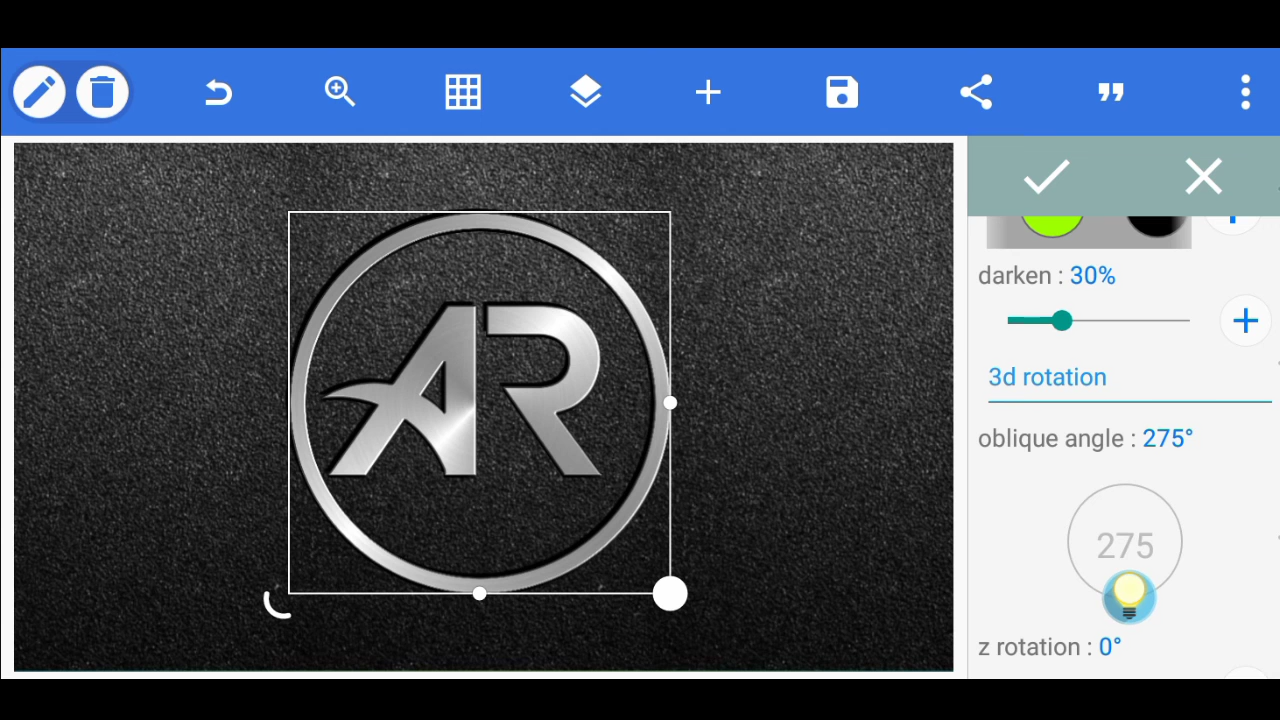 AR
darken : 30%
3d rotation
oblique angle : 275°
275
z rotation : 0°